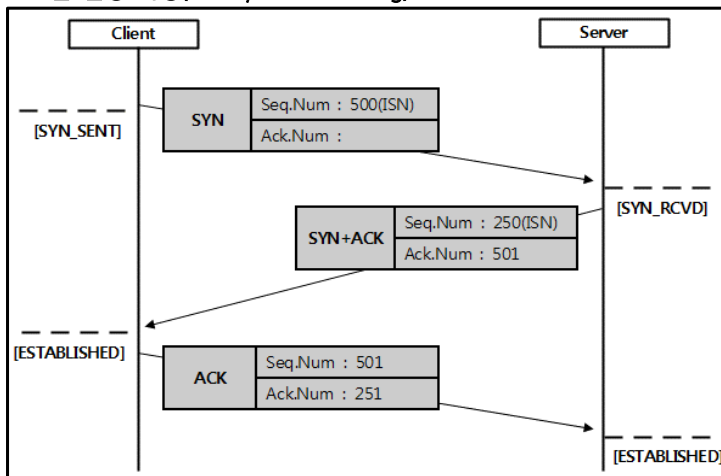 Client Server
Seq.Num : 500(ISN)
SYN
Ack.Num :
[SYN_SENT]
[SYN_RCVD]
Seq.Num : 250(ISN)
SYN+ACK
Ack.Num : 501
[ESTABLISHED]
Seq.Num : 501
ACK
Ack.Num : 251
[ESTABLISHED]